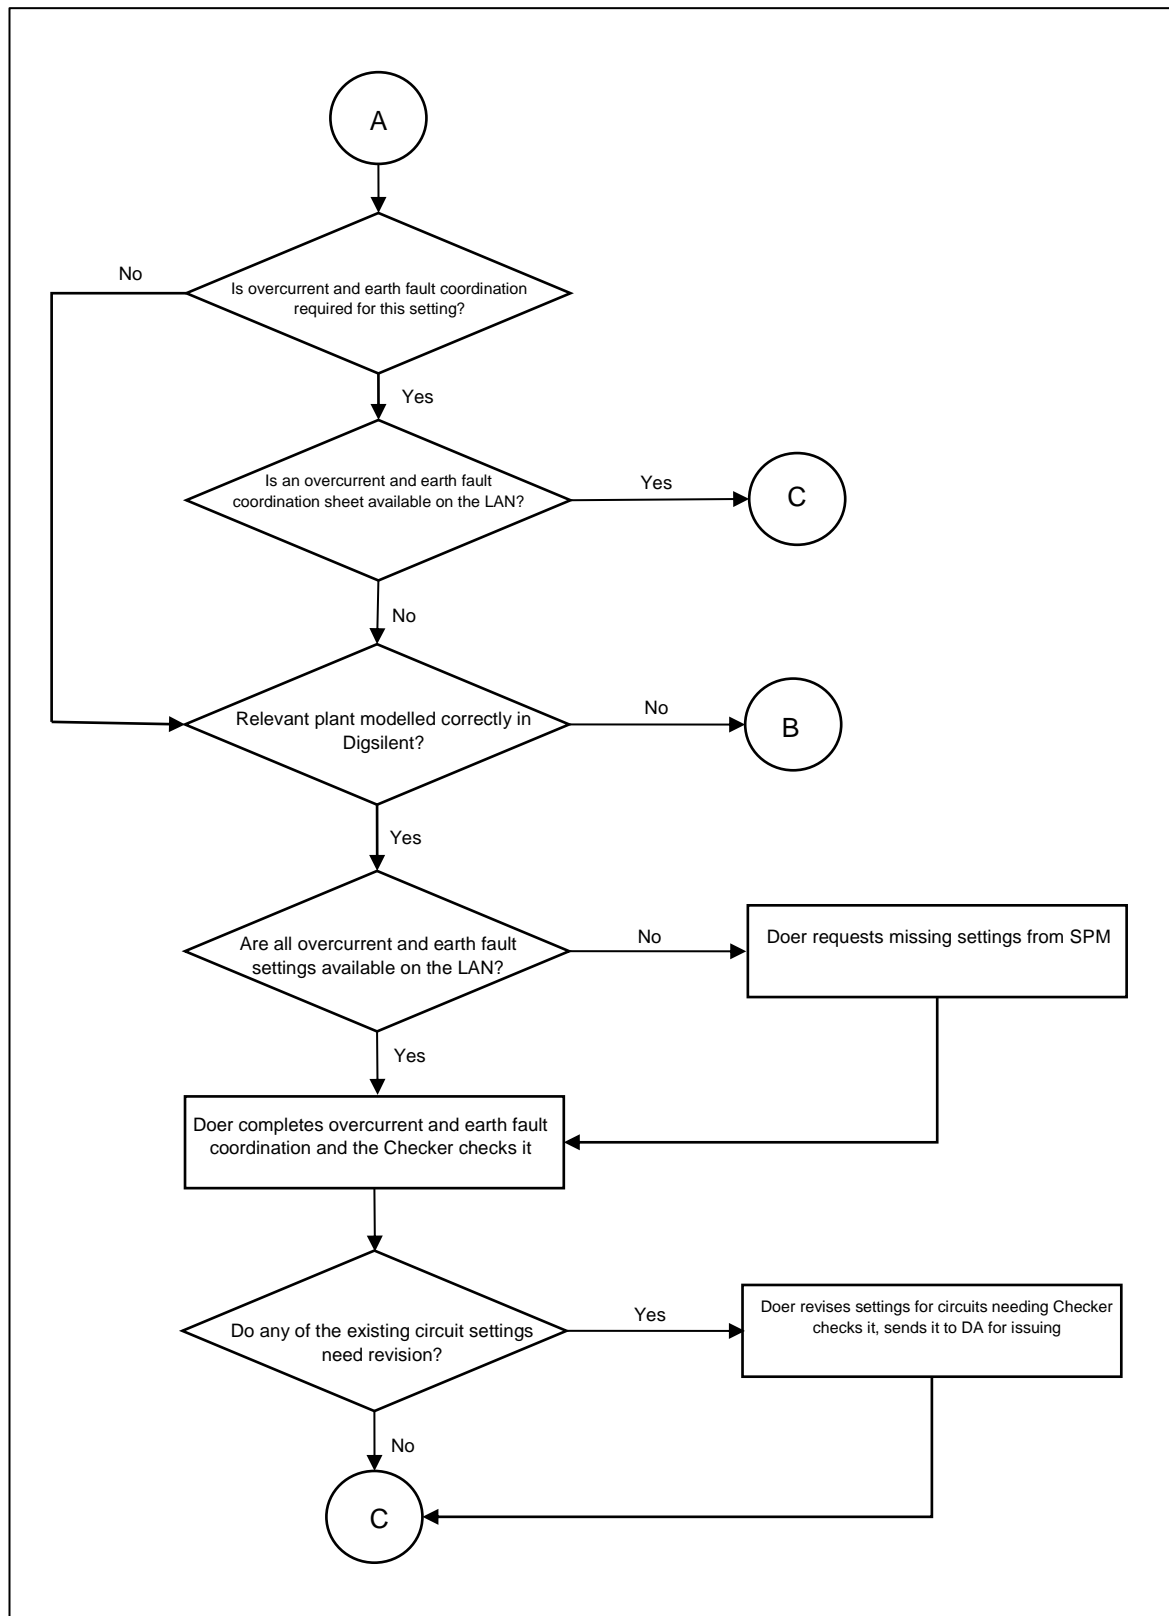 A
No
Is overcurrent and earth fault coordination
required for this setting?
Yes
Is an overcurrent and earth fault
coordination sheet available on the LAN?
Yes
C
No
Relevant plant modelled correctly in
Digsilent?
No
B
Yes
Are all overcurrent and earth fault
settings available on the LAN?
No
Doer requests missing settings from SPM
Yes
Doer completes overcurrent and earth fault
coordination and the Checker checks it
Do any of the existing circuit settings
need revision?
Yes
Doer revises settings for circuits needing Checker
checks it, sends it to DA for issuing
No
C